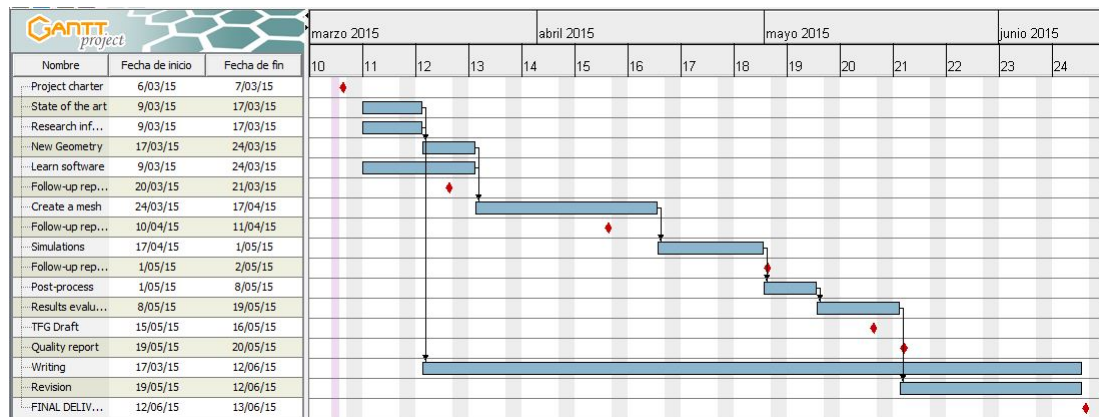 GANTT
project
marzo 2015 abril 2015 mayo 2015 junio 2015
Nombre Fecha de inicio Fecha de fin
10 11 12 13 14 15 16 17 18 19 20 21 22 23 24
Project charter 6/03/15 7/03/15
State of the art 9/03/15 17/03/15
Research inf... 9/03/15 17/03/15
New Geometry 17/03/15 24/03/15
Learn software 9/03/15 24/03/15
Follow-up rep... 20/03/15 21/03/15
Create a mesh 24/03/15 17/04/15
Follow-up rep... 10/04/15 11/04/15
Simulations 17/04/15 1/05/15
Follow-up rep... 1/05/15 2/05/15
Post-process 1/05/15 8/05/15
Results evalu... 8/05/15 19/05/15
TFG Draft 15/05/15 16/05/15
Quality report 19/05/15 20/05/15
Writing 17/03/15 12/06/15
Revision 19/05/15 12/06/15
FINAL DELIV... 12/06/15 13/06/15